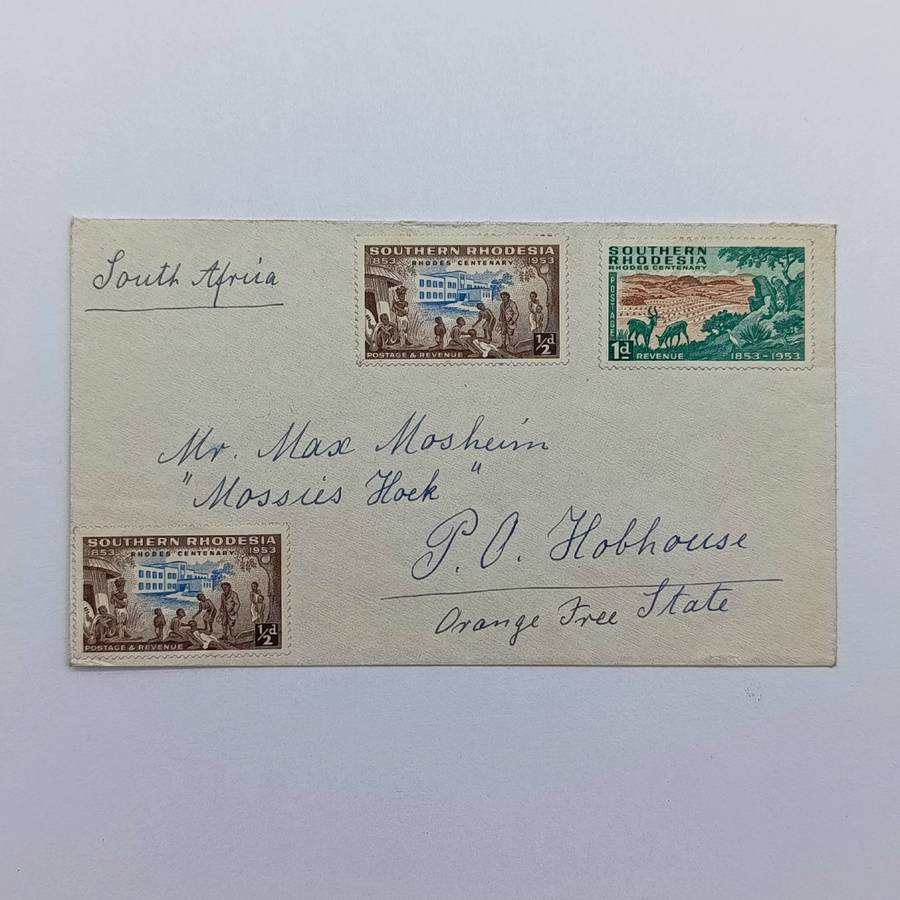 South Africa
SOUTHERN RHODESIA
1853 RHODES CENTENARY 1953
½d
POSTAGE & REVENUE
SOUTHERN
RHODESIA
RHODES CENTENARY
POSTAGE
1d REVENUE 1853-1953
Mr. Max Mosheim
"Mossies Hoek"
P.O. Hobhouse
Orange Free State
SOUTHERN RHODESIA
1853 RHODES CENTENARY 1953
½d
POSTAGE & REVENUE